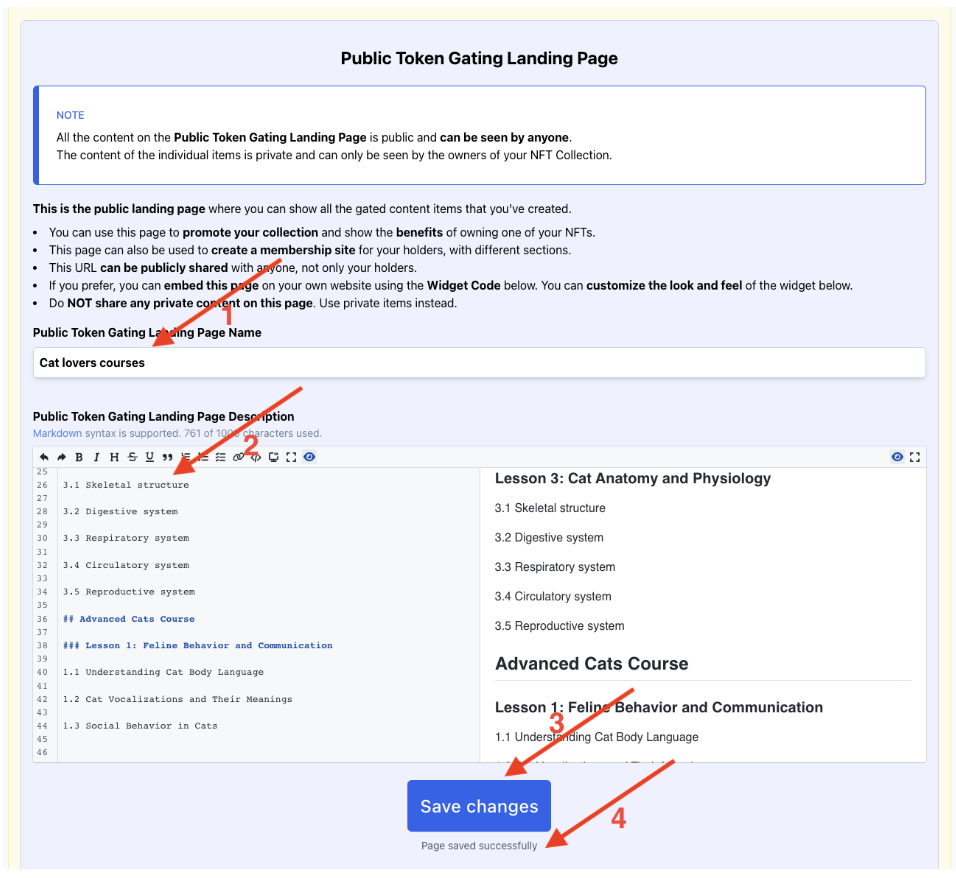 Public Token Gating Landing Page
NOTE
All the content on the Public Token Gating Landing Page is public and can be seen by anyone.
The content of the individual items is private and can only be seen by the owners of your NFT Collection.
This is the public landing page where you can show all the gated content items that you've created.
• You can use this page to promote your collection and show the benefits of owning one of your NFTs.
• This page can also be used to create a membership site for your holders, with different sections.
• This URL can be publicly shared with anyone, not only your holders.
• If you prefer, you can embed this page on your own website using the Widget Code below. You can customize the look and feel of the widget below.
• Do NOT share any private content on this page. Use private items instead.
1
Public Token Gating Landing Page Name
Cat lovers courses
Public Token Gating Landing Page Description
Markdown syntax is supported. 761 of 1000 characters used.
2
B I H S U
25
26 3.1 Skeletal structure
27
28 3.2 Digestive system
29
30 3.3 Respiratory system
31
32 3.4 Circulatory system
33
34 3.5 Reproductive system
35
36 ## Advanced Cats Course
37
38 ### Lesson 1: Feline Behavior and Communication
39
40 1.1 Understanding Cat Body Language
41
42 1.2 Cat Vocalizations and Their Meanings
43
44 1.3 Social Behavior in Cats
45
46
Lesson 3: Cat Anatomy and Physiology
3.1 Skeletal structure
3.2 Digestive system
3.3 Respiratory system
3.4 Circulatory system
3.5 Reproductive system
Advanced Cats Course
Lesson 1: Feline Behavior and Communication
1.1 Understanding Cat Body Language
3
Save changes
4
Page saved successfully